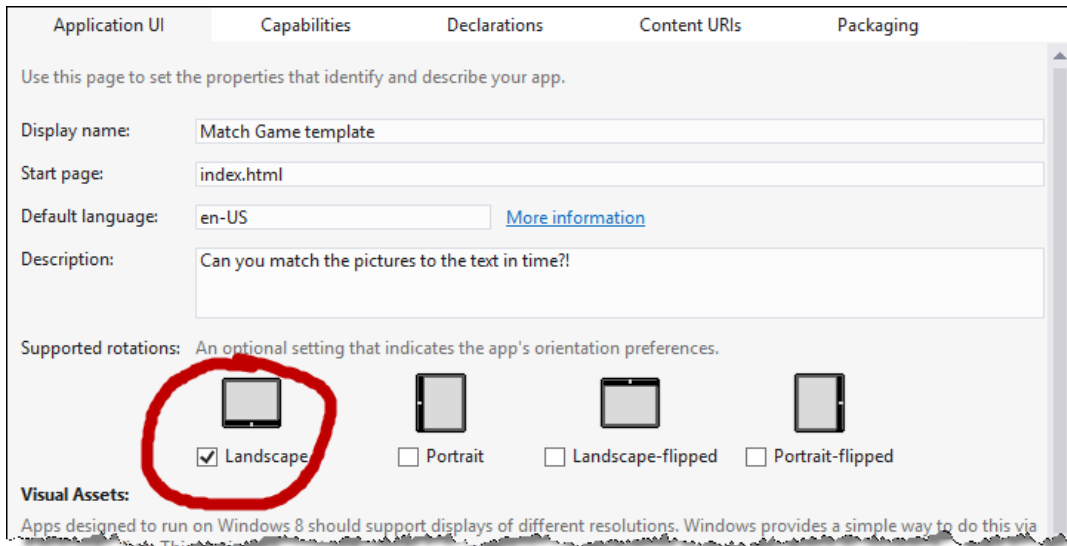 Application UI Capabilities Declarations Content URIs Packaging
Use this page to set the properties that identify and describe your app.
Display name: Match Game template
Start page: index.html
Default language: en-US More information
Description: Can you match the pictures to the text in time?!
Supported rotations: An optional setting that indicates the app's orientation preferences.
Landscape Portrait Landscape-flipped Portrait-flipped
Visual Assets:
Apps designed to run on Windows 8 should support displays of different resolutions. Windows provides a simple way to do this via